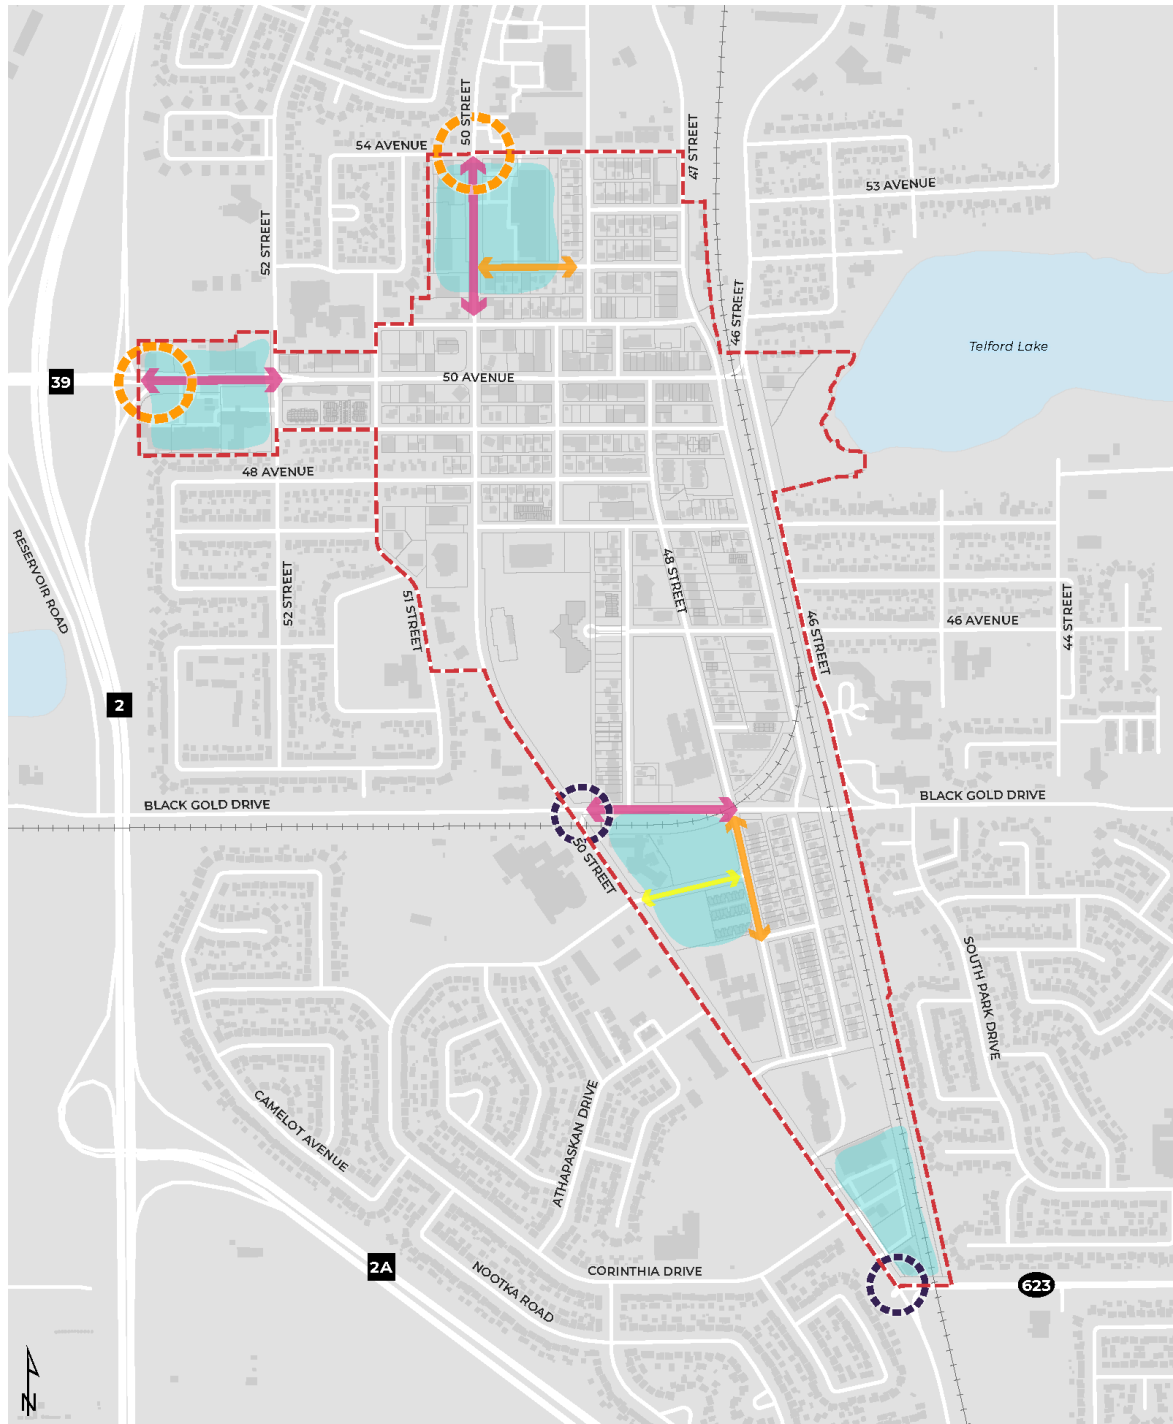 50 STREET
54 AVENUE
47 STREET
53 AVENUE
52 STREET
46 STREET
Telford Lake
39
50 AVENUE
48 AVENUE
RESERVOIR ROAD
52 STREET
51 STREET
48 STREET
46 STREET
46 AVENUE
44 STREET
2
BLACK GOLD DRIVE
BLACK GOLD DRIVE
50 STREET
SOUTH PARK DRIVE
CAMELOT AVENUE
ATHAPASKAN DRIVE
2A
NOOTKA ROAD
CORINTHIA DRIVE
623
N